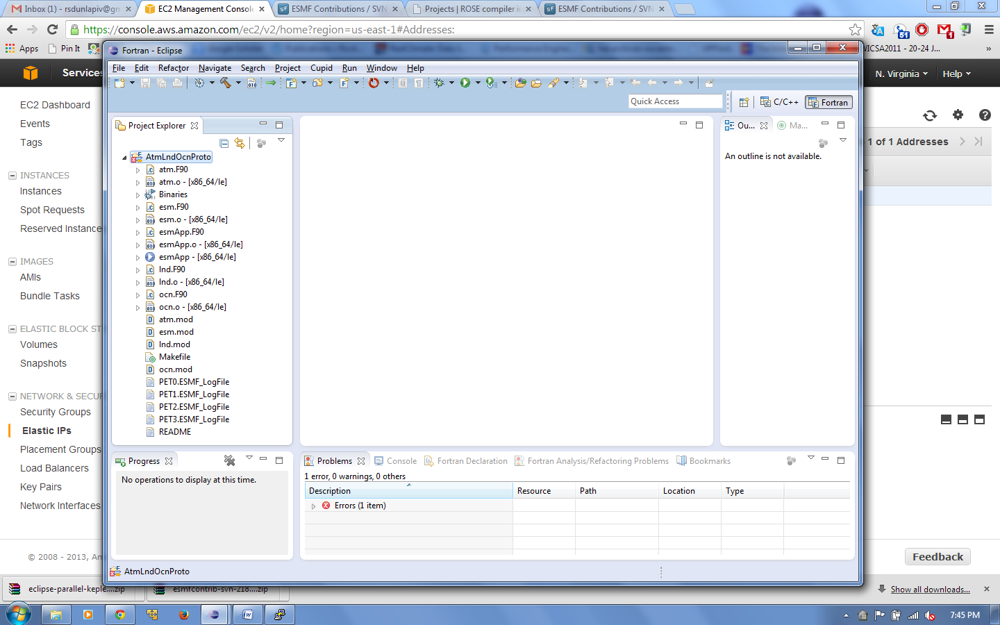 Inbox (1) - rsdunlapiv@gm
EC2 Management Console
ESMF Contributions / SVN
Projects | ROSE compiler in
ESMF Contributions / SVN
https://console.aws.amazon.com/ec2/v2/home?region=us-east-1#Addresses:
51
1
Apps
Pin It
VICSA2011 - 20-24 J...
»
Fortran - Eclipse
Services
N. Virginia
Help
File Edit Refactor Navigate Search Project Cupid Run Window Help
Quick Access
C/C++
Fortran
EC2 Dashboard
Events
Tags
INSTANCES
Instances
Spot Requests
Reserved Instance
IMAGES
AMIs
Bundle Tasks
ELASTIC BLOCK ST
Volumes
Snapshots
NETWORK & SECU
Security Groups
Elastic IPs
Placement Groups
Load Balancers
Key Pairs
Network Interfaces
© 2008 - 2013, Am
Project Explorer
AtmLndOcnProto
atm.F90
atm.o - [x86_64/le]
Binaries
esm.F90
esm.o - [x86_64/le]
esmApp.F90
esmApp.o - [x86_64/le]
esmApp - [x86_64/le]
lnd.F90
lnd.o - [x86_64/le]
ocn.F90
ocn.o - [x86_64/le]
atm.mod
esm.mod
lnd.mod
Makefile
ocn.mod
PET0.ESMF_LogFile
PET1.ESMF_LogFile
PET2.ESMF_LogFile
PET3.ESMF_LogFile
README
Ou...
Ma...
An outline is not available.
1 of 1 Addresses
Progress
No operations to display at this time.
Problems
Console
Fortran Declaration
Fortran Analysis/Refactoring Problems
Bookmarks
1 error, 0 warnings, 0 others
Description Resource Path Location Type
Errors (1 item)
AtmLndOcnProto
Feedback
eclipse-parallel-keple....zip
esmfcontrib-svn-218....zip
Show all downloads...
7:45 PM